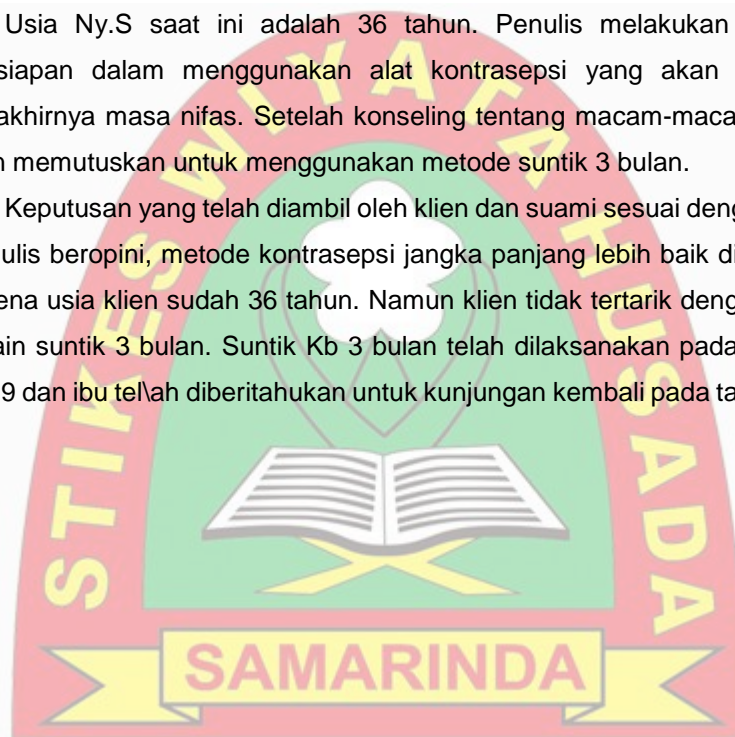 Usia Ny.S saat ini adalah 36 tahun. Penulis melakukan
siapan dalam menggunakan alat kontrasepsi yang akan
akhirnya masa nifas. Setelah konseling tentang macam-maca
n memutuskan untuk menggunakan metode suntik 3 bulan.
Keputusan yang telah diambil oleh klien dan suami sesuai deng
ulis beropini, metode kontrasepsi jangka panjang lebih baik di
ena usia klien sudah 36 tahun. Namun klien tidak tertarik deng
ain suntik 3 bulan. Suntik Kb 3 bulan telah dilaksanakan pada
9 dan ibu tel\ah diberitahukan untuk kunjungan kembali pada ta
STIKES WIYATA HUSADA
SAMARINDA